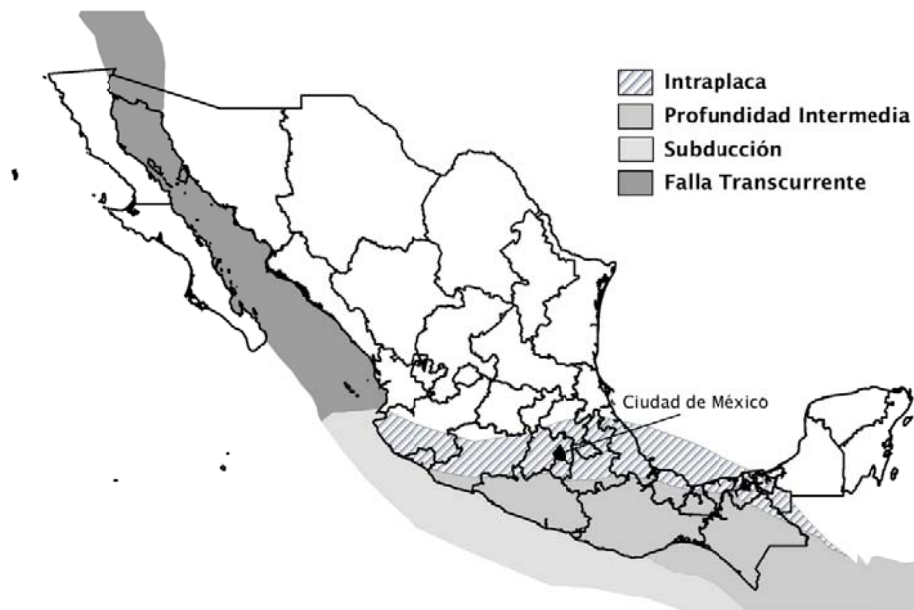 Intraplaca
Profundidad Intermedia
Subducción
Falla Transcurrente
Ciudad de México